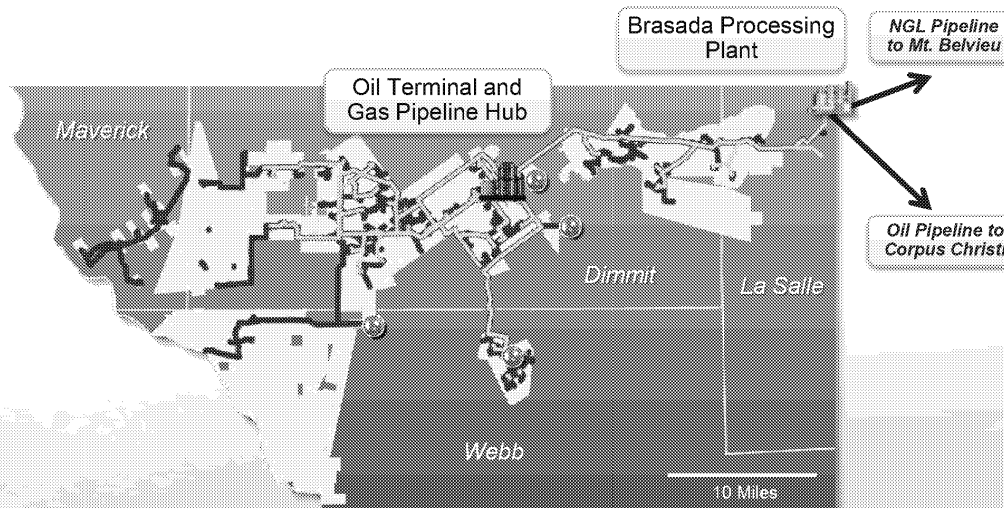 Brasada Processing
Plant
NGL Pipeline
to Mt. Belvieu
Oil Terminal and
Gas Pipeline Hub
Maverick
Oil Pipeline to
Corpus Christi
Dimmit
La Salle
Webb
10 Miles